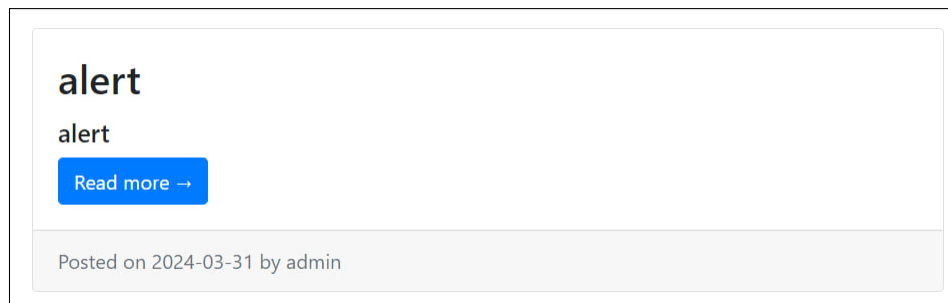 alert
alert
Read more →
Posted on 2024-03-31 by admin